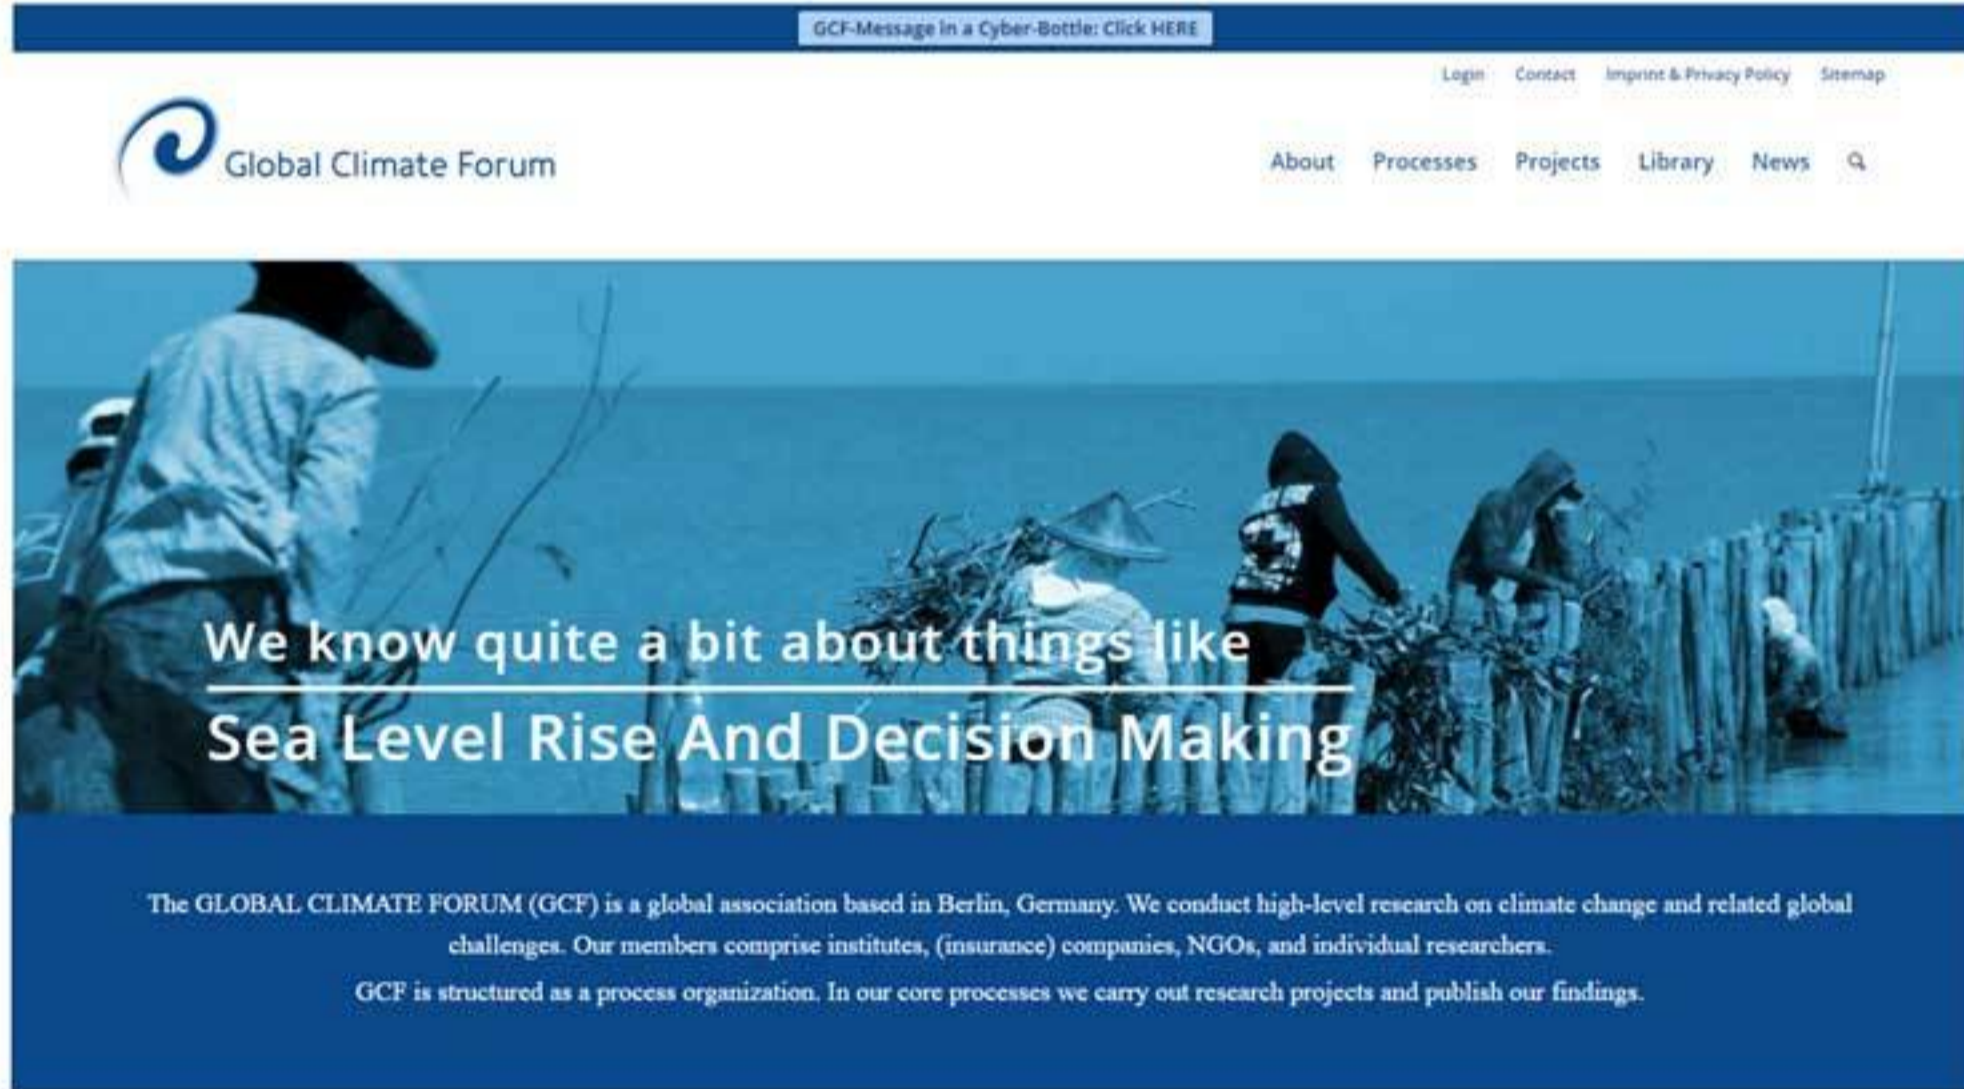 GCF-Message in a Cyber-Bottle: Click HERE
Login Contact Imprint & Privacy Policy Sitemap
Global Climate Forum
About Processes Projects Library News
We know quite a bit about things like
Sea Level Rise And Decision Making
The GLOBAL CLIMATE FORUM (GCF) is a global association based in Berlin, Germany. We conduct high-level research on climate change and related global
challenges. Our members comprise institutes, (insurance) companies, NGOs, and individual researchers.
GCF is structured as a process organization. In our core processes we carry out research projects and publish our findings.